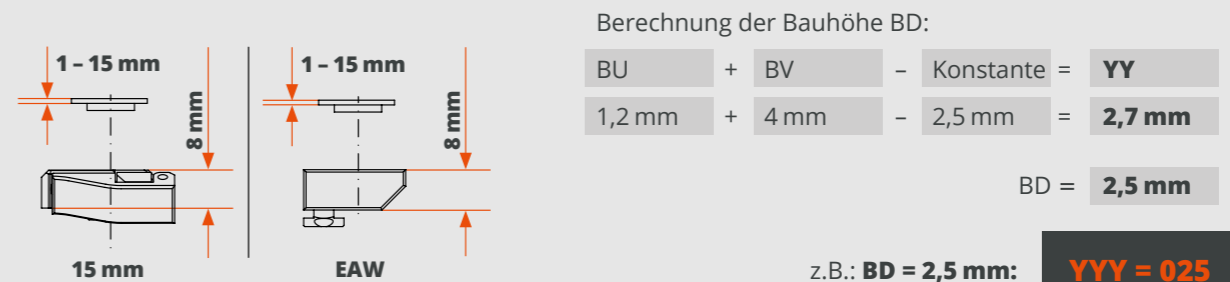 1 – 15 mm
8 mm
15 mm
1 – 15 mm
8 mm
EAW
Berechnung der Bauhöhe BD:
BU + BV – Konstante = YY
1,2 mm + 4 mm – 2,5 mm = 2,7 mm
BD = 2,5 mm
z.B.: BD = 2,5 mm: YYY = 025